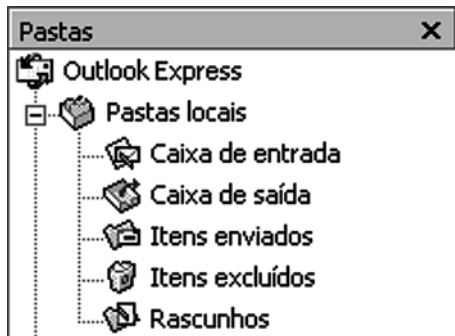 Pastas
Outlook Express
Pastas locais
Caixa de entrada
Caixa de saída
Itens enviados
Itens excluídos
Rascunhos